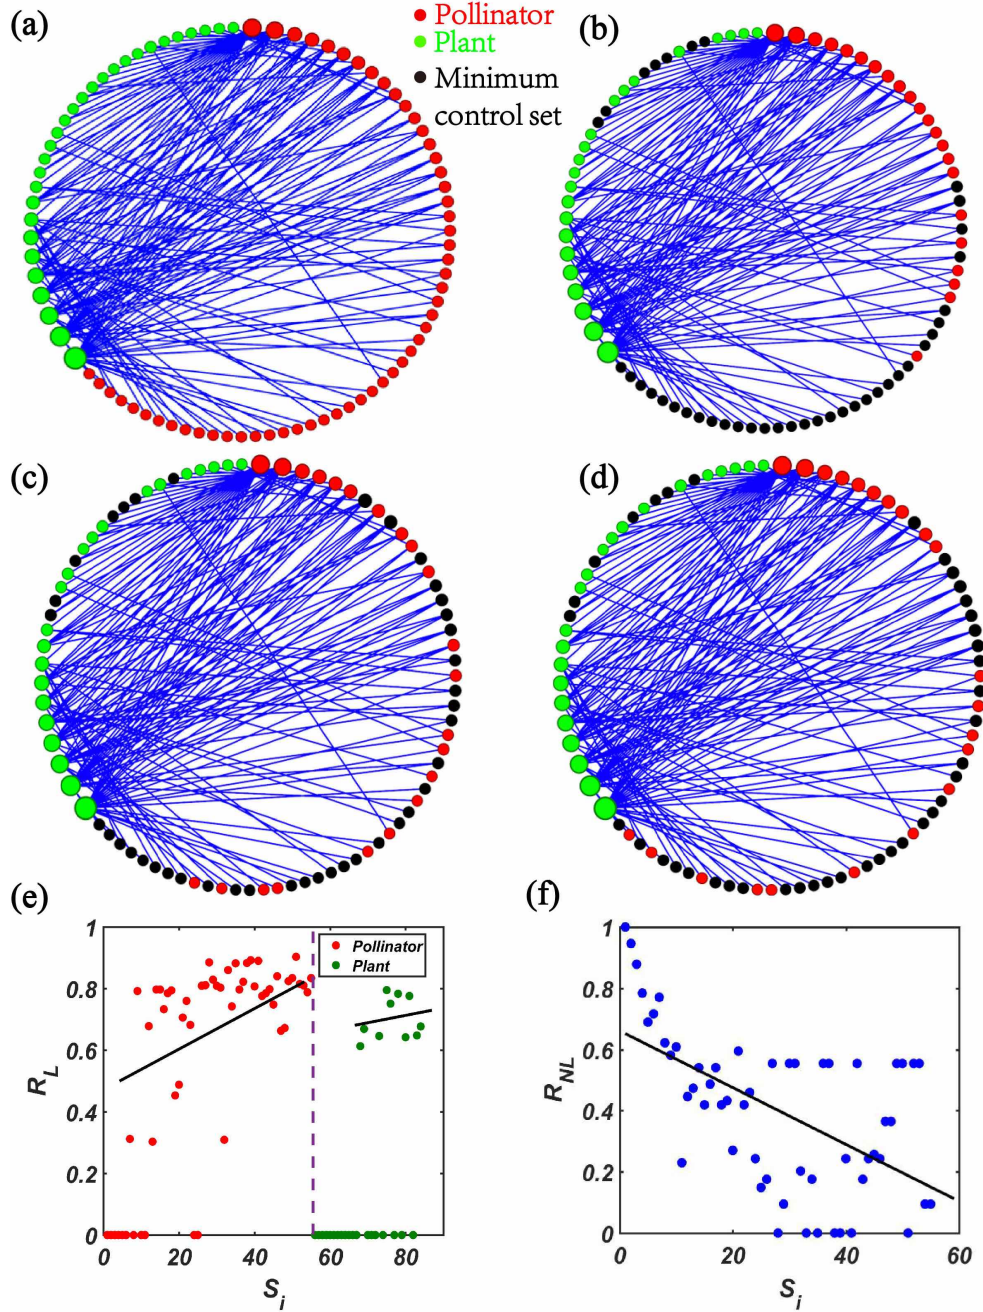 (a)
Pollinator
Plant
Minimum
control set
(b)
(c)
(d)
(e)
1
0.8
0.6
0.4
0.2
0
R_L
Pollinator
Plant
0 20 40 60 80
S_i
(f)
1
0.8
0.6
0.4
0.2
0
R_NL
0 20 40 60
S_i